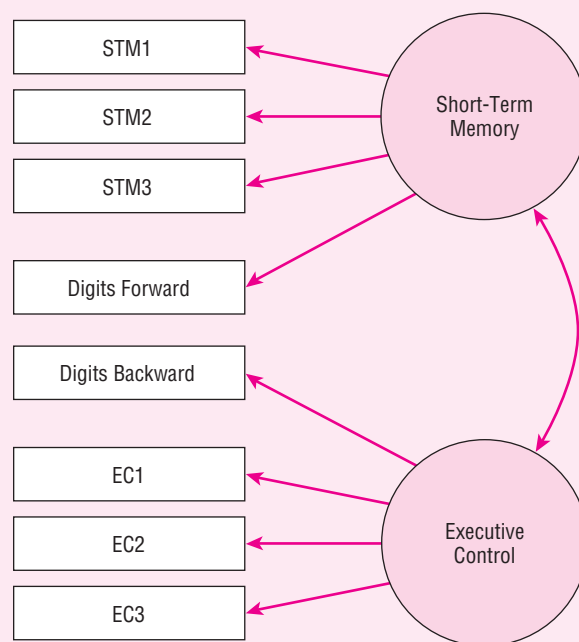 STM1
STM2
STM3
Digits Forward
Digits Backward
EC1
EC2
EC3
Short-Term
Memory
Executive
Control